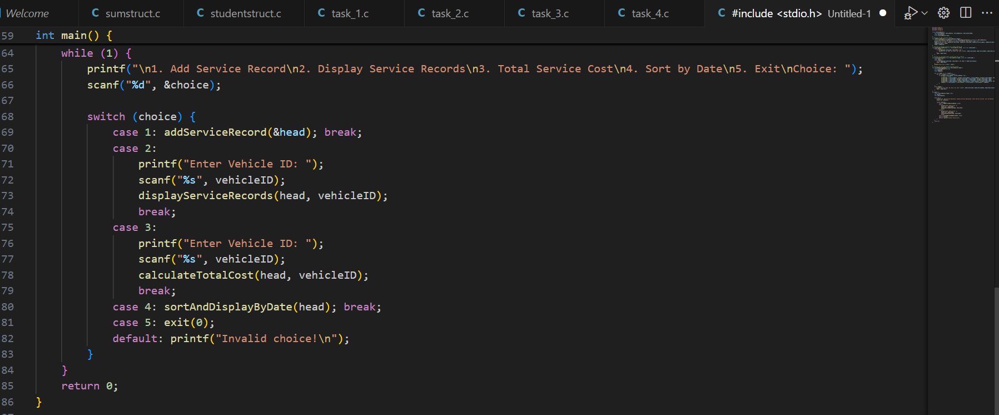 Welcome
C sumstruct.c
C studentstruct.c
C task_1.c
C task_2.c
C task_3.c
C task_4.c
C #include <stdio.h> Untitled-1
59 int main() {
64 while (1) {
65 printf("\n1. Add Service Record\n2. Display Service Records\n3. Total Service Cost\n4. Sort by Date\n5. Exit\nChoice: ");
66 scanf("%d", &choice);
67
68 switch (choice) {
69 case 1: addServiceRecord(&head); break;
70 case 2:
71 printf("Enter Vehicle ID: ");
72 scanf("%s", vehicleID);
73 displayServiceRecords(head, vehicleID);
74 break;
75 case 3:
76 printf("Enter Vehicle ID: ");
77 scanf("%s", vehicleID);
78 calculateTotalCost(head, vehicleID);
79 break;
80 case 4: sortAndDisplayByDate(head); break;
81 case 5: exit(0);
82 default: printf("Invalid choice!\n");
83 }
84 }
85 return 0;
86 }